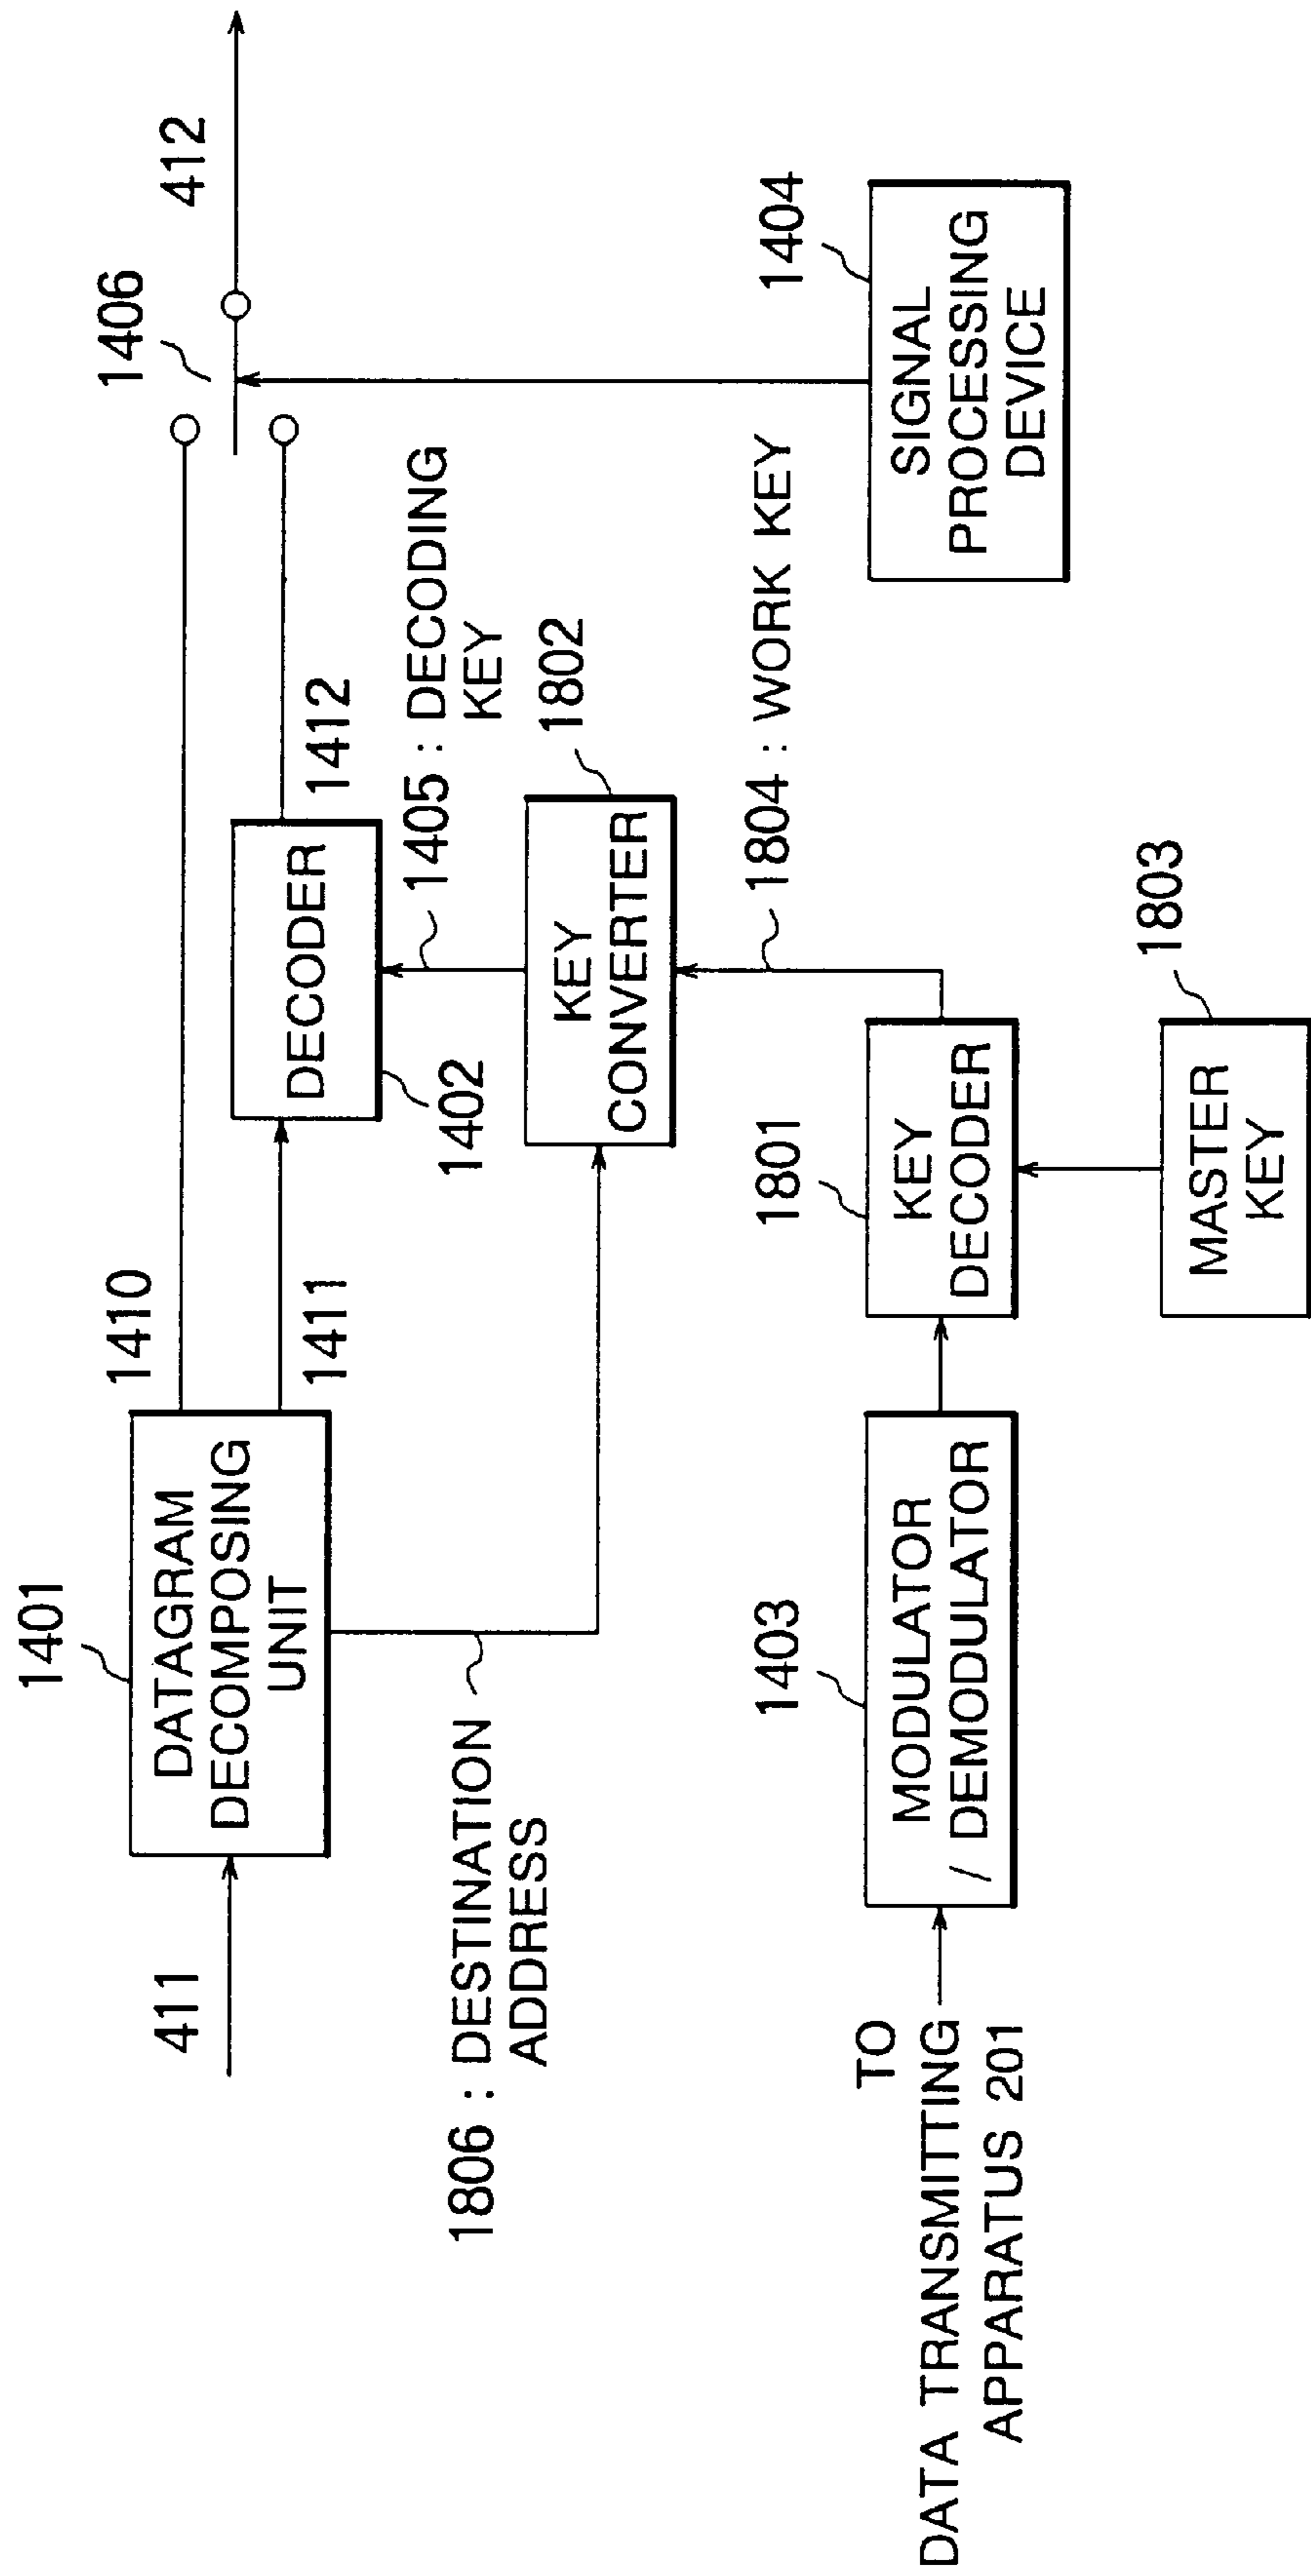 1401
DATAGRAM
DECOMPOSING
UNIT
411
1410
1411
1406
412
DECODER
1402
1412
1405 : DECODING
KEY
1806 : DESTINATION
ADDRESS
KEY
CONVERTER
1802
1804 : WORK KEY
1404
SIGNAL
PROCESSING
DEVICE
TO
DATA TRANSMITTING
APPARATUS 201
1403
MODULATOR
/ DEMODULATOR
1801
KEY
DECODER
1803
MASTER
KEY